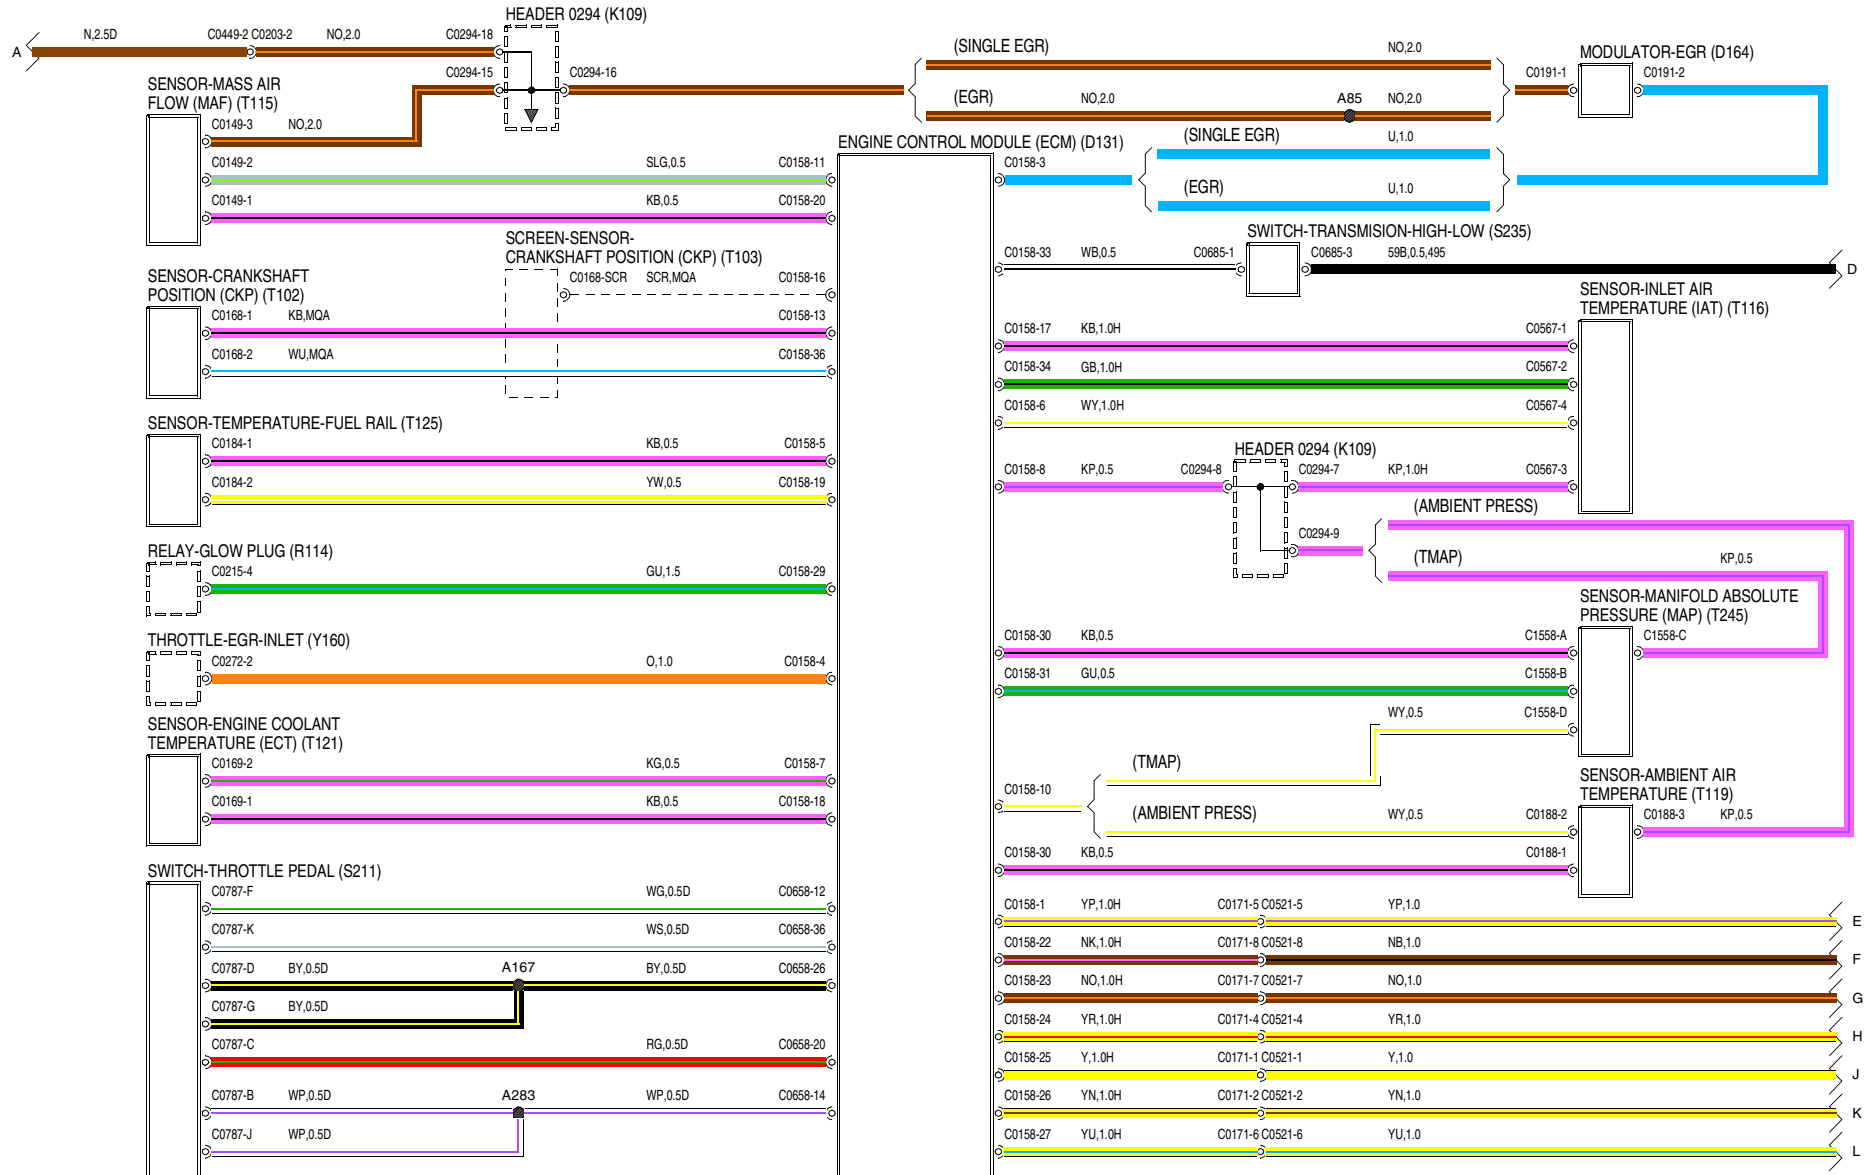 HEADER 0294 (K109)
A N,2.5D C0449-2 C0203-2 NO,2.0 C0294-18
C0294-15 C0294-16
(SINGLE EGR) NO,2.0
MODULATOR-EGR (D164)
C0191-1 C0191-2
(EGR) NO,2.0 A85 NO,2.0
SENSOR-MASS AIR
FLOW (MAF) (T115)
C0149-3 NO,2.0
C0149-2 SLG,0.5 C0158-11
C0149-1 KB,0.5 C0158-20
ENGINE CONTROL MODULE (ECM) (D131)
C0158-3
(SINGLE EGR) U,1.0
(EGR) U,1.0
SCREEN-SENSOR-
CRANKSHAFT POSITION (CKP) (T103)
C0168-SCR SCR,MQA C0158-16
SENSOR-CRANKSHAFT
POSITION (CKP) (T102)
C0168-1 KB,MQA C0158-13
C0168-2 WU,MQA C0158-36
SWITCH-TRANSMISION-HIGH-LOW (S235)
C0158-33 WB,0.5 C0685-1 C0685-3 59B,0.5,495 D
SENSOR-INLET AIR
TEMPERATURE (IAT) (T116)
C0158-17 KB,1.0H C0567-1
C0158-34 GB,1.0H C0567-2
C0158-6 WY,1.0H C0567-4
SENSOR-TEMPERATURE-FUEL RAIL (T125)
C0184-1 KB,0.5 C0158-5
C0184-2 YW,0.5 C0158-19
HEADER 0294 (K109)
C0158-8 KP,0.5 C0294-8 C0294-7 KP,1.0H C0567-3
(AMBIENT PRESS)
C0294-9
(TMAP) KP,0.5
RELAY-GLOW PLUG (R114)
C0215-4 GU,1.5 C0158-29
SENSOR-MANIFOLD ABSOLUTE
PRESSURE (MAP) (T245)
C0158-30 KB,0.5 C1558-A C1558-C
C0158-31 GU,0.5 C1558-B
WY,0.5 C1558-D
THROTTLE-EGR-INLET (Y160)
C0272-2 O,1.0 C0158-4
SENSOR-ENGINE COOLANT
TEMPERATURE (ECT) (T121)
C0169-2 KG,0.5 C0158-7
C0169-1 KB,0.5 C0158-18
(TMAP)
C0158-10
(AMBIENT PRESS) WY,0.5 C0188-2
SENSOR-AMBIENT AIR
TEMPERATURE (T119)
C0188-3 KP,0.5
C0158-30 KB,0.5 C0188-1
SWITCH-THROTTLE PEDAL (S211)
C0787-F WG,0.5D C0658-12
C0787-K WS,0.5D C0658-36
C0787-D BY,0.5D A167 BY,0.5D C0658-26
C0787-G BY,0.5D
C0787-C RG,0.5D C0658-20
C0787-B WP,0.5D A283 WP,0.5D C0658-14
C0787-J WP,0.5D
C0158-1 YP,1.0H C0171-5 C0521-5 YP,1.0 E
C0158-22 NK,1.0H C0171-8 C0521-8 NB,1.0 F
C0158-23 NO,1.0H C0171-7 C0521-7 NO,1.0 G
C0158-24 YR,1.0H C0171-4 C0521-4 YR,1.0 H
C0158-25 Y,1.0H C0171-1 C0521-1 Y,1.0 J
C0158-26 YN,1.0H C0171-2 C0521-2 YN,1.0 K
C0158-27 YU,1.0H C0171-6 C0521-6 YU,1.0 L